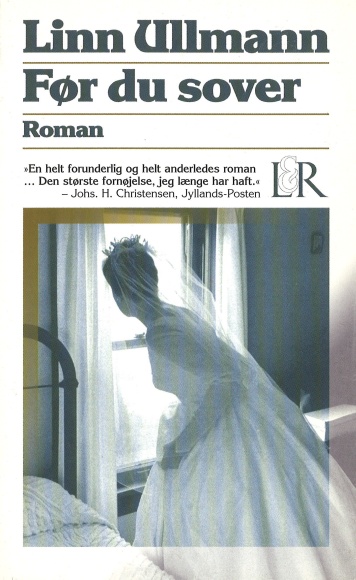 Linn Ullmann
Før du sover
Roman
»En helt forunderlig og helt anderledes roman
... Den største fornøjelse, jeg længe har haft.«
– Johs. H. Christensen, Jyllands-Posten
L&R